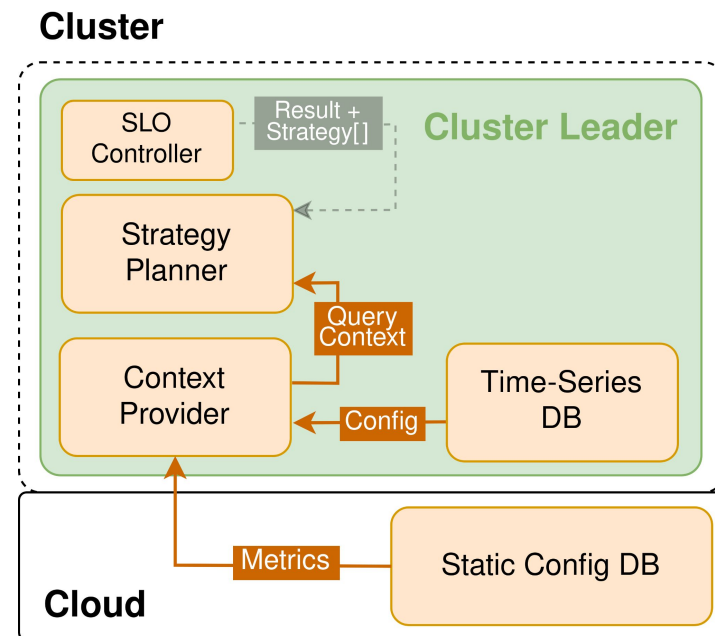 Cluster
SLO
Controller
Result +
Strategy[]
Cluster Leader
Strategy
Planner
Query
Context
Context
Provider
Config
Time-Series
DB
Metrics
Static Config DB
Cloud